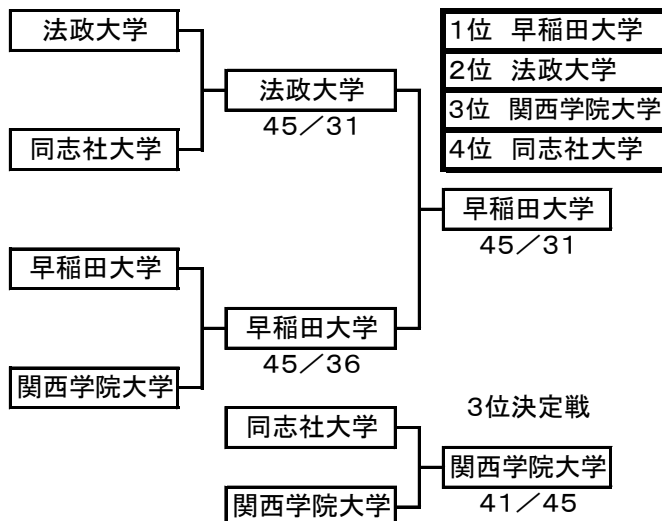 法政大学
同志社大学
早稲田大学
関西学院大学
法政大学
45／31
早稲田大学
45／36
早稲田大学
45／31
1位 早稲田大学
2位 法政大学
3位 関西学院大学
4位 同志社大学
3位決定戦
同志社大学
関西学院大学
関西学院大学
41／45